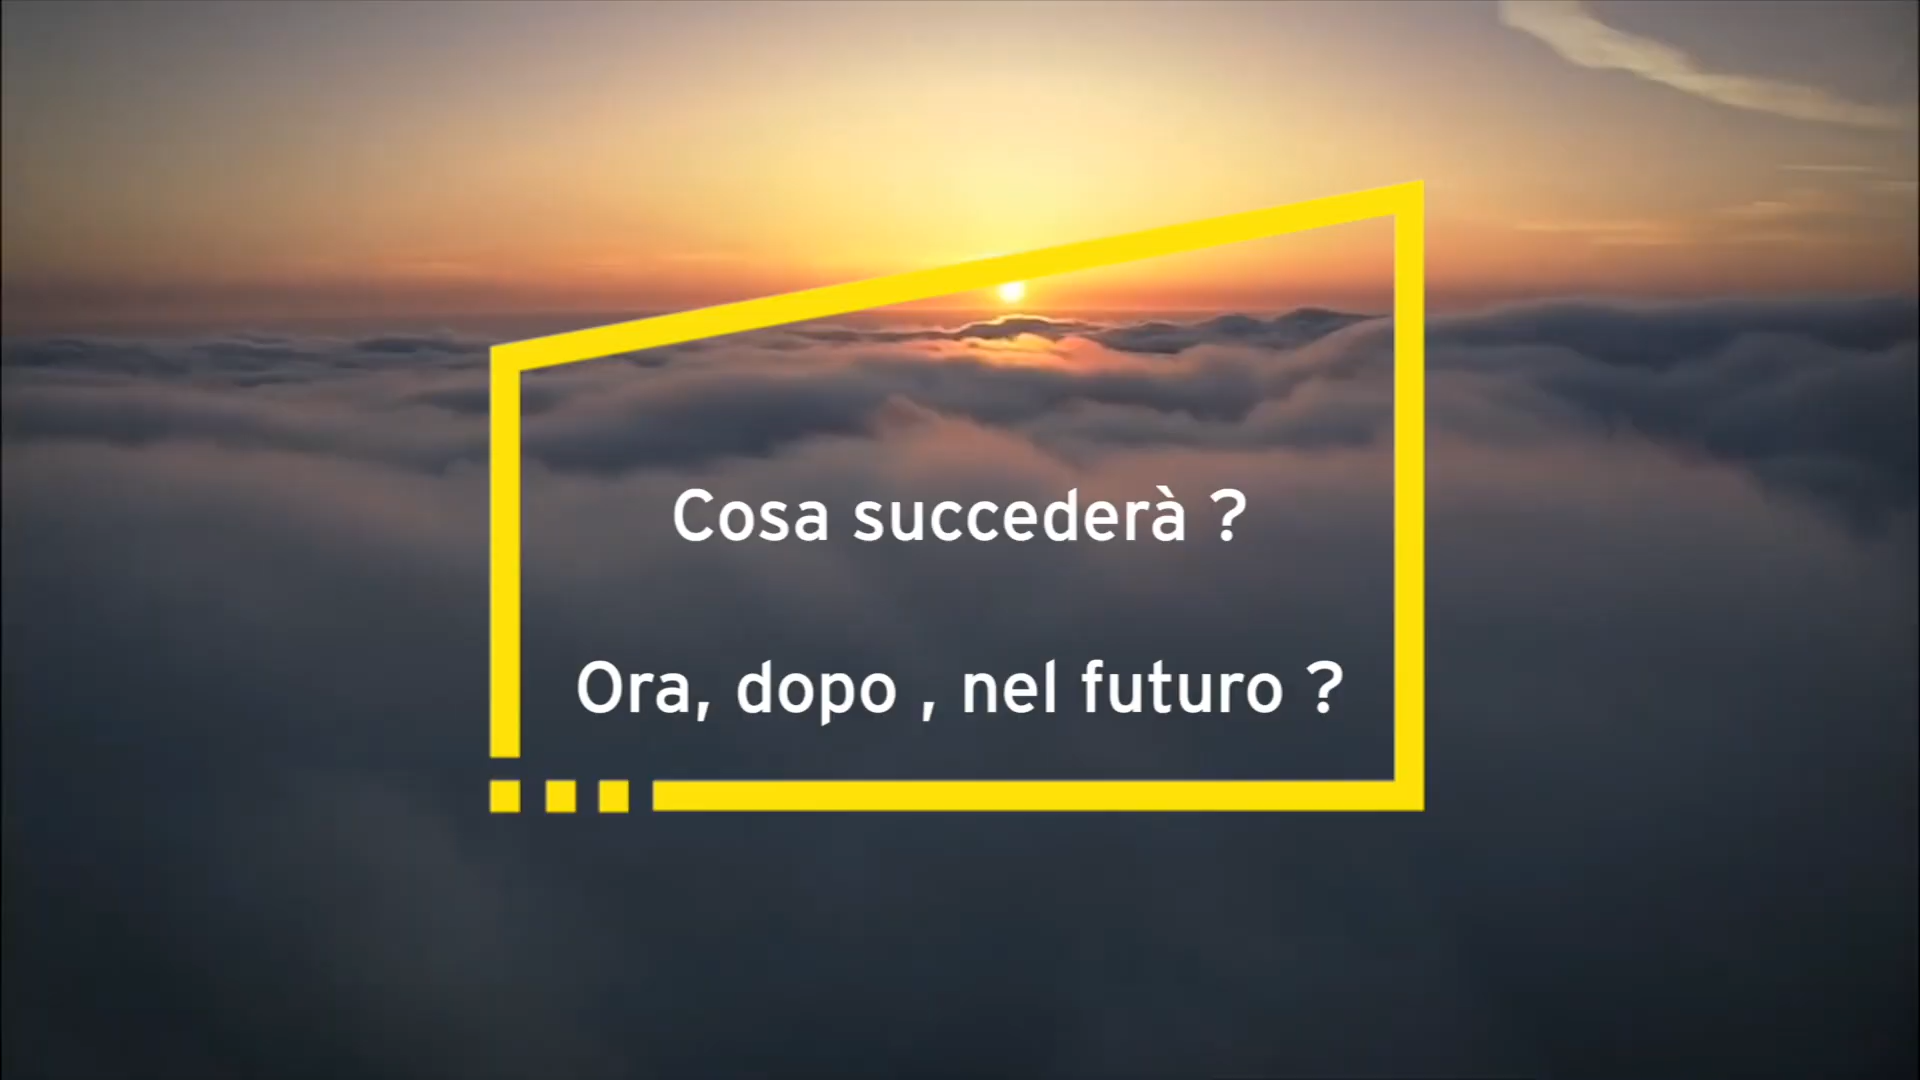 Cosa succederà ?
Ora, dopo , nel futuro ?